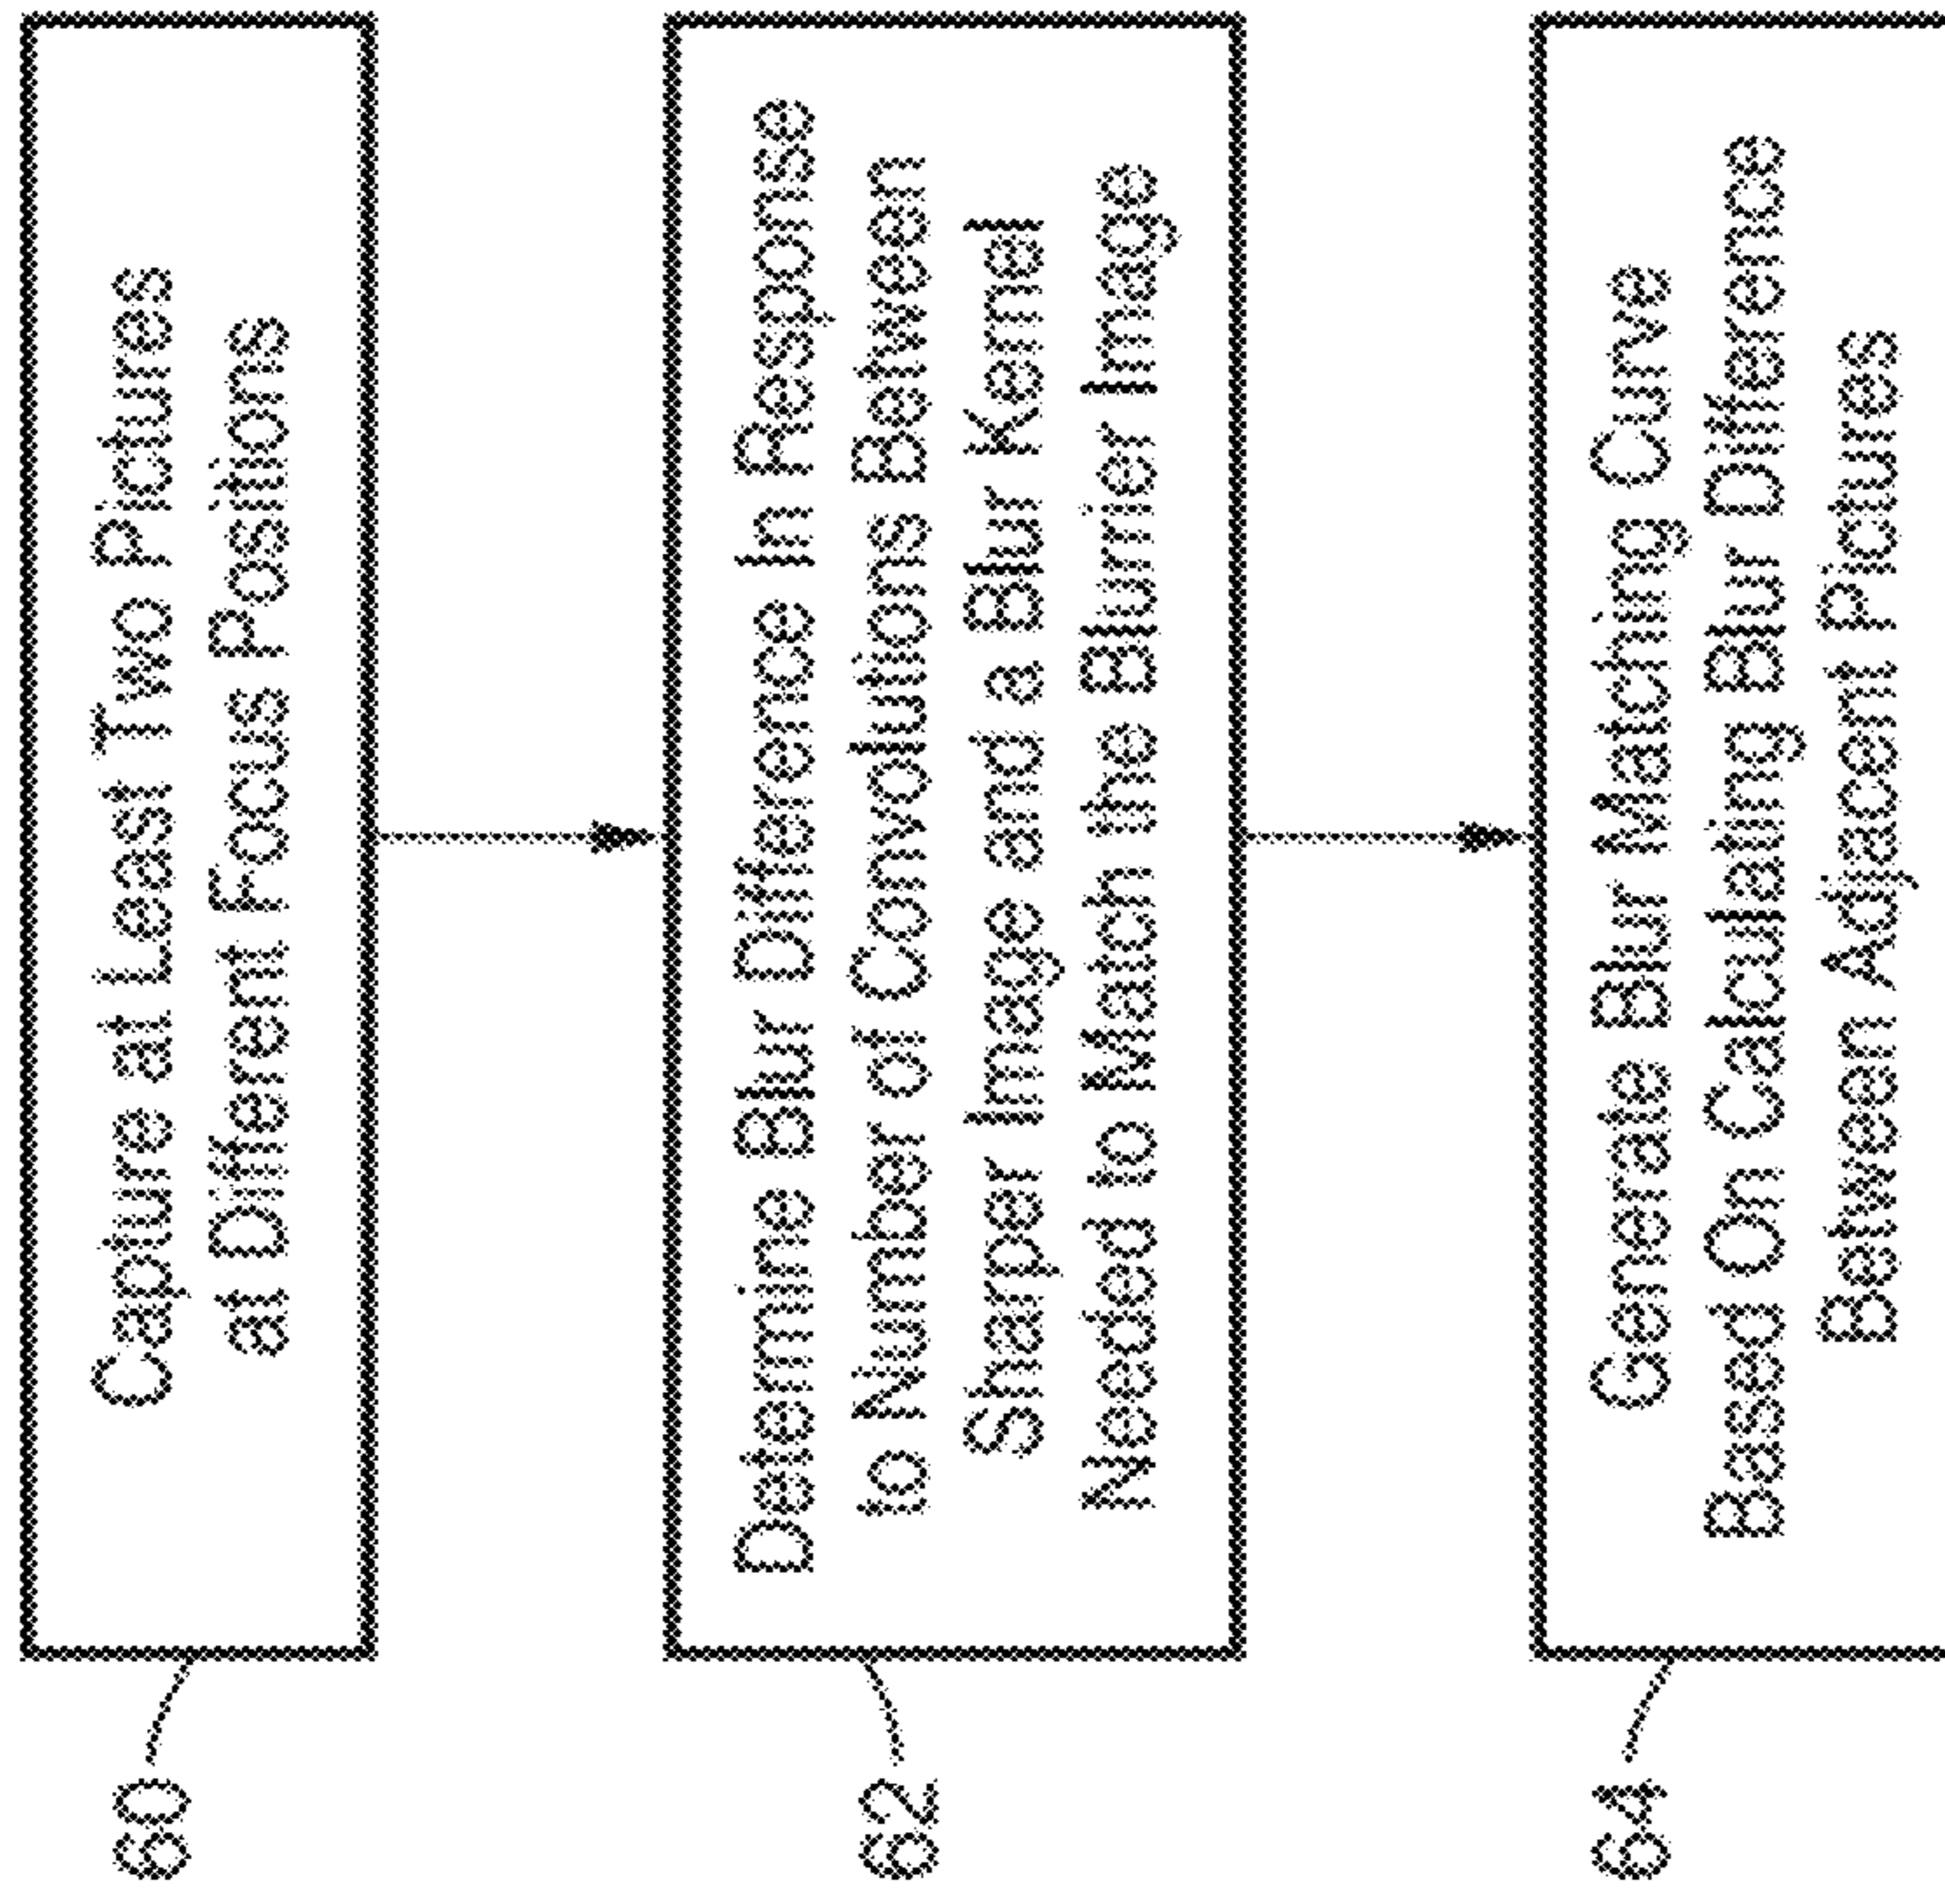 60
Capture at Least Two Pictures
at Different Focus Positions
62
Determine Blur Difference In Response
to Number of Convolutions Between
Sharper Image and a Blur Kernel
Needed to Match the Blurrier Image
64
Generate Blur Matching Curve
Based On Calculating Blur Difference
Between Adjacent Pictures